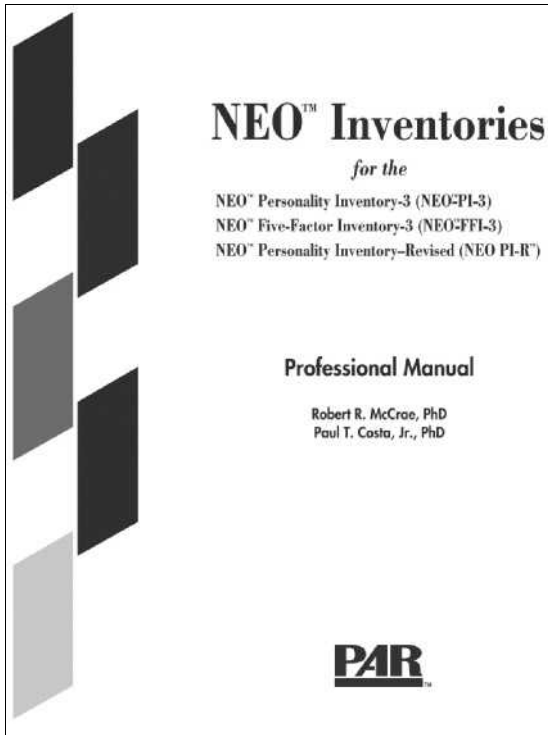 NEO™ Inventories
for the
NEO™ Personality Inventory-3 (NEO™-PI-3)
NEO™ Five-Factor Inventory-3 (NEO™-FFI-3)
NEO™ Personality Inventory–Revised (NEO PI-R™)
Professional Manual
Robert R. McCrae, PhD
Paul T. Costa, Jr., PhD
PAR™